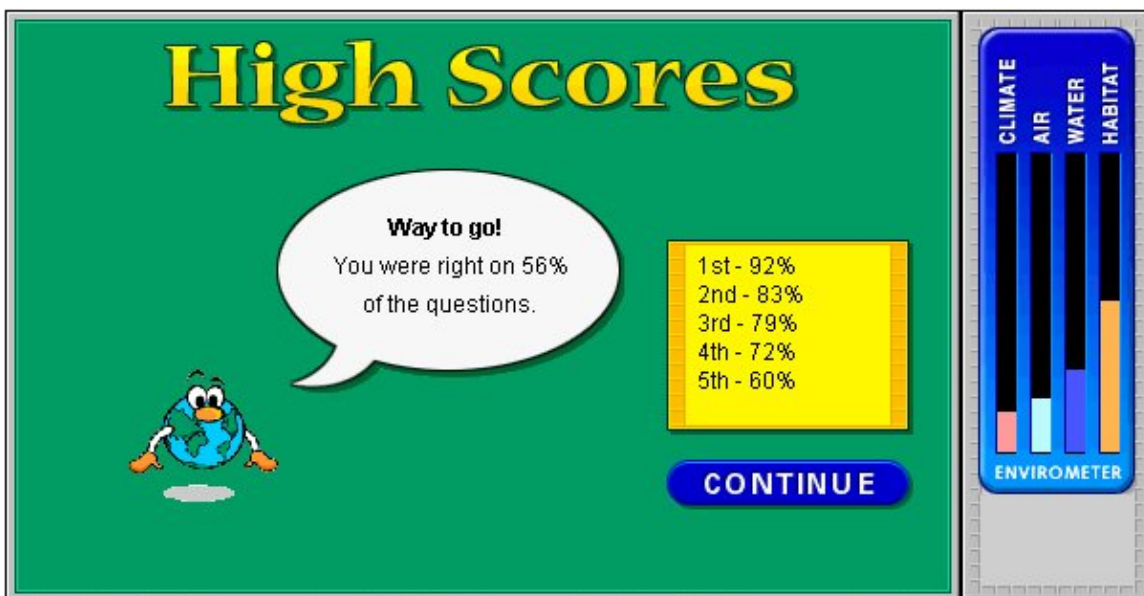 High Scores
Way to go!
You were right on 56%
of the questions.
1st - 92%
2nd - 83%
3rd - 79%
4th - 72%
5th - 60%
CONTINUE
CLIMATE
AIR
WATER
HABITAT
ENVIROMETER